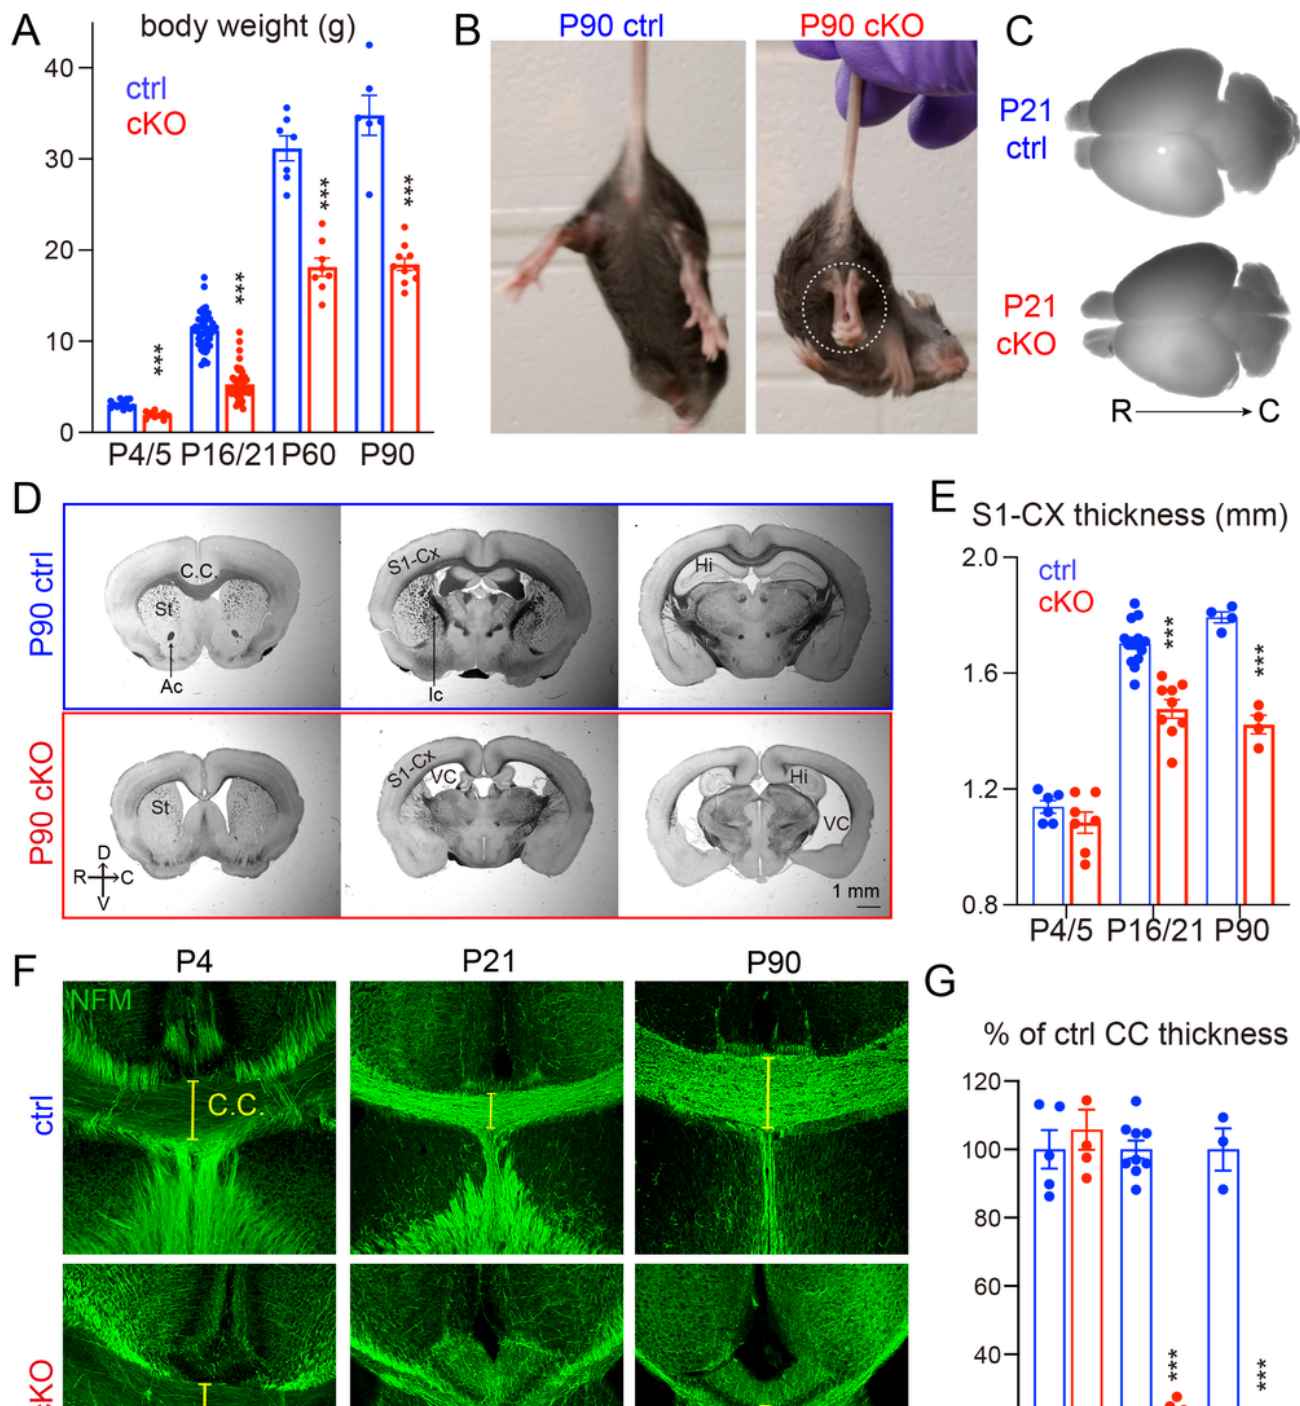 A
body weight (g)
40
30
20
10
0
ctrl
cKO
***
***
***
***
P4/5
P16/21
P60
P90
B
P90 ctrl
P90 cKO
C
P21
ctrl
P21
cKO
R
C
D
P90 ctrl
C.C.
St
Ac
S1-Cx
Ic
Hi
P90 cKO
St
D
R
C
V
S1-Cx
VC
Hi
VC
1 mm
E
S1-CX thickness (mm)
2.0
1.6
1.2
0.8
ctrl
cKO
***
***
P4/5
P16/21
P90
F
P4
P21
P90
ctrl
NFM
C.C.
G
% of ctrl CC thickness
120
100
80
60
40
***
***